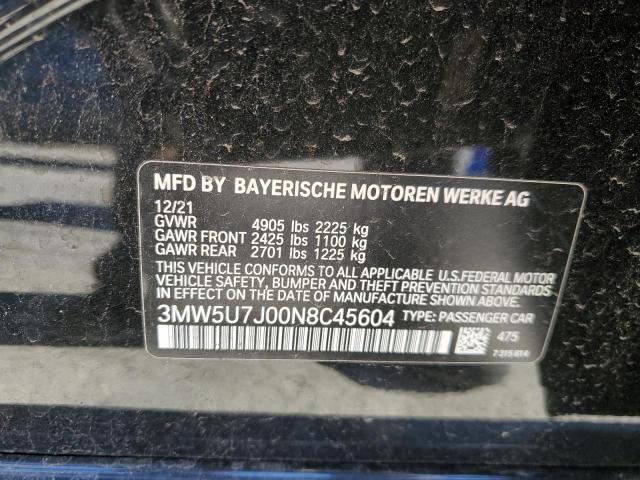 MFD BY BAYERISCHE MOTOREN WERKE AG
12/21
GVWR 4905 lbs 2225 kg
GAWR FRONT 2425 lbs 1100 kg
GAWR REAR 2701 lbs 1225 kg
THIS VEHICLE CONFORMS TO ALL APPLICABLE U.S.FEDERAL MOTOR
VEHICLE SAFETY, BUMPER, AND THEFT PREVENTION STANDARDS
IN EFFECT ON THE DATE OF MANUFACTURE SHOWN ABOVE.
3MW5U7J00N8C45604 TYPE: PASSENGER CAR
475
7315814